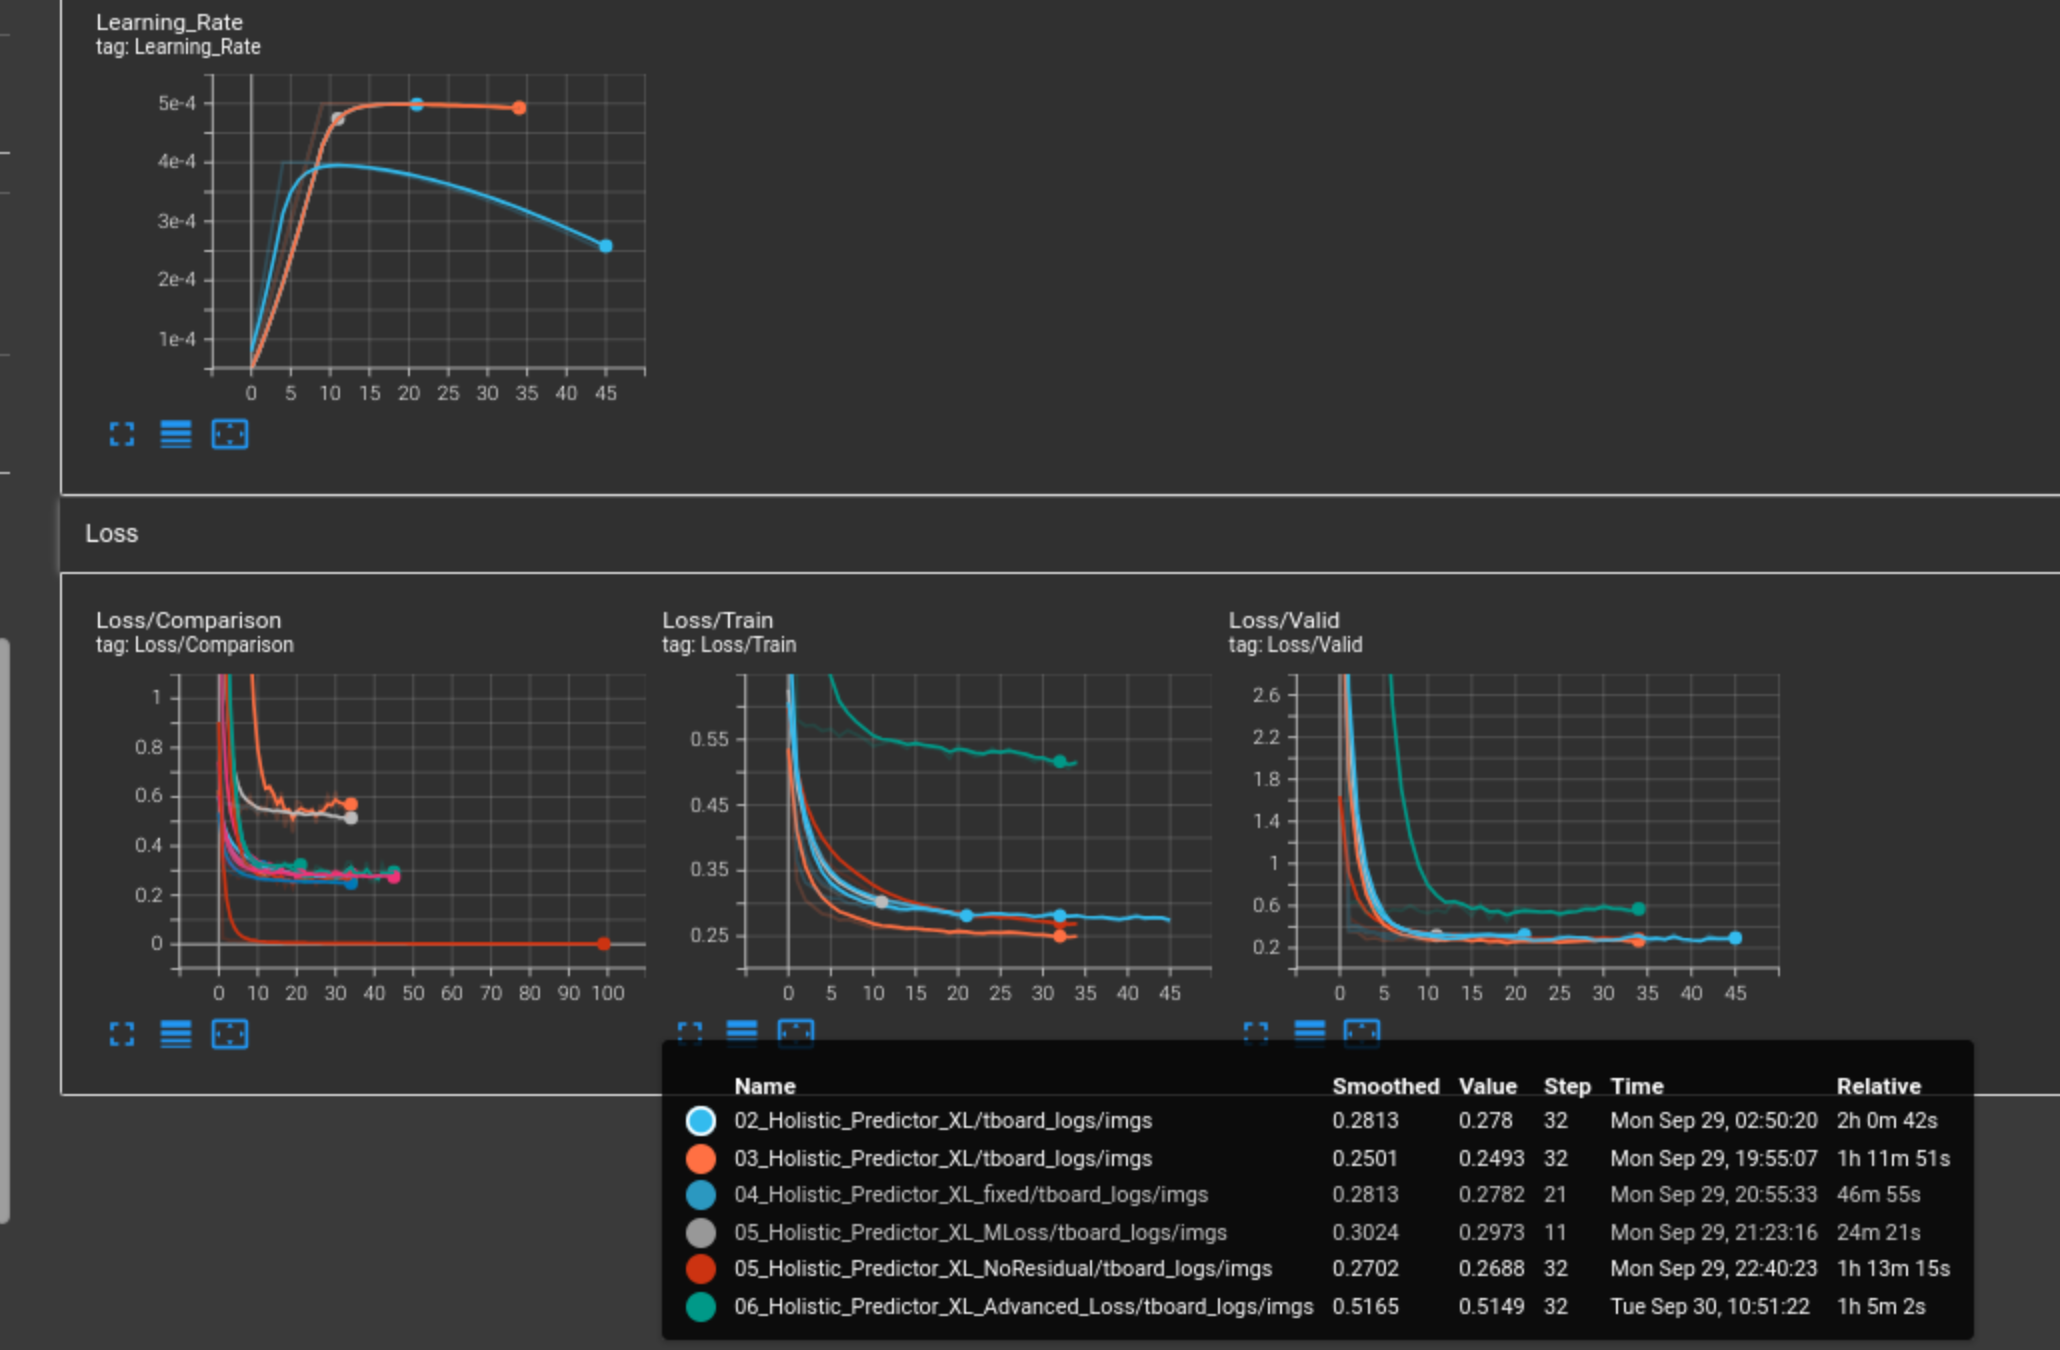 Learning_Rate
tag: Learning_Rate
5e-4
4e-4
3e-4
2e-4
1e-4
0 5 10 15 20 25 30 35 40 45
Loss
Loss/Comparison
tag: Loss/Comparison
1
0.8
0.6
0.4
0.2
0
0 10 20 30 40 50 60 70 80 90 100
Loss/Train
tag: Loss/Train
0.55
0.45
0.35
0.25
0 5 10 15 20 25 30 35 40 45
Loss/Valid
tag: Loss/Valid
2.6
2.2
1.8
1.4
1
0.6
0.2
0 5 10 15 20 25 30 35 40 45
Name Smoothed Value Step Time Relative
02_Holistic_Predictor_XL/tboard_logs/imgs 0.2813 0.278 32 Mon Sep 29, 02:50:20 2h 0m 42s
03_Holistic_Predictor_XL/tboard_logs/imgs 0.2501 0.2493 32 Mon Sep 29, 19:55:07 1h 11m 51s
04_Holistic_Predictor_XL_fixed/tboard_logs/imgs 0.2813 0.2782 21 Mon Sep 29, 20:55:33 46m 55s
05_Holistic_Predictor_XL_MLoss/tboard_logs/imgs 0.3024 0.2973 11 Mon Sep 29, 21:23:16 24m 21s
05_Holistic_Predictor_XL_NoResidual/tboard_logs/imgs 0.2702 0.2688 32 Mon Sep 29, 22:40:23 1h 13m 15s
06_Holistic_Predictor_XL_Advanced_Loss/tboard_logs/imgs 0.5165 0.5149 32 Tue Sep 30, 10:51:22 1h 5m 2s